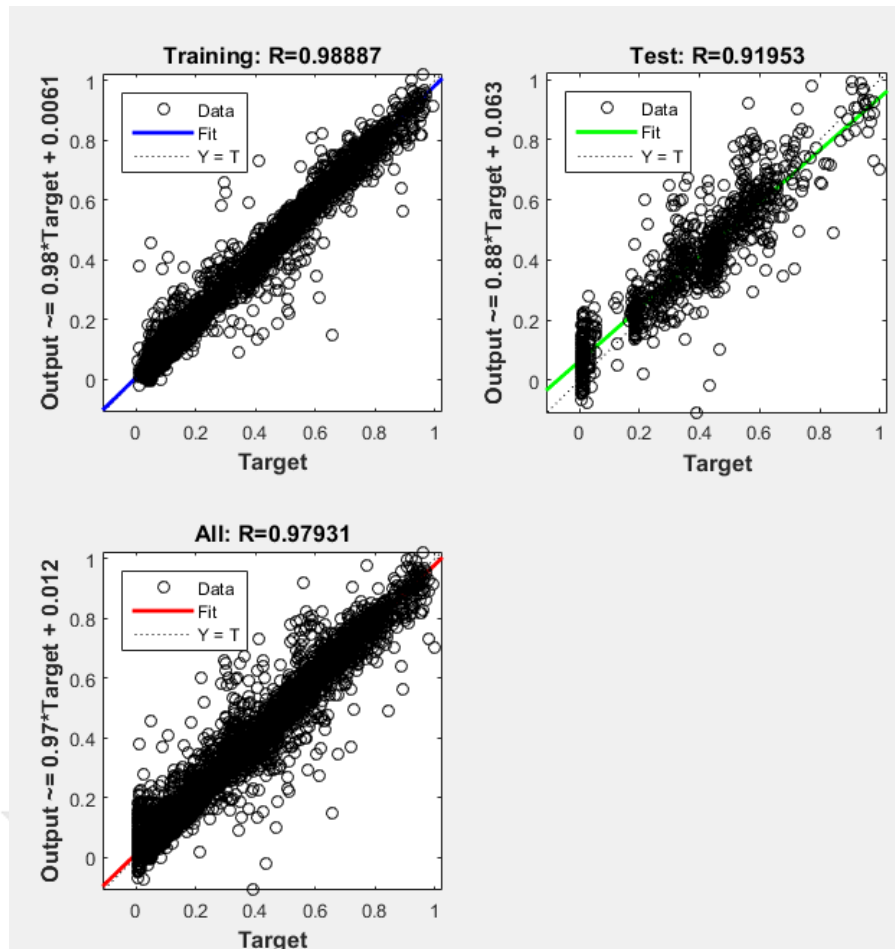 Training: R=0.98887
Output ~= 0.98*Target + 0.0061
1
0.8
0.6
0.4
0.2
0
Data
Fit
Y = T
0 0.2 0.4 0.6 0.8 1
Target
Test: R=0.91953
Output ~= 0.88*Target + 0.063
1
0.8
0.6
0.4
0.2
0
Data
Fit
Y = T
0 0.2 0.4 0.6 0.8 1
Target
All: R=0.97931
Output ~= 0.97*Target + 0.012
1
0.8
0.6
0.4
0.2
0
Data
Fit
Y = T
0 0.2 0.4 0.6 0.8 1
Target